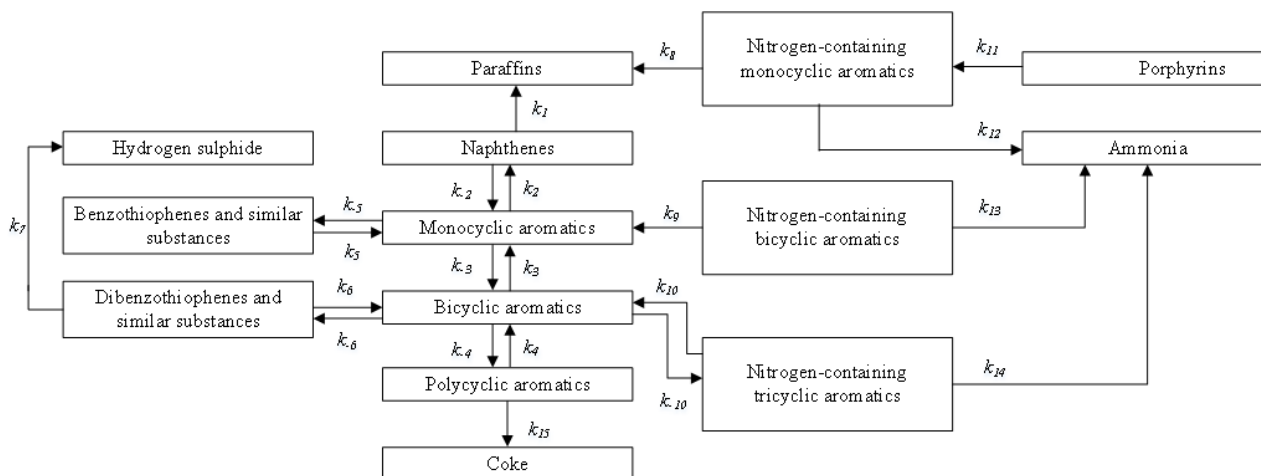 Nitrogen-containing
monocyclic aromatics
k8
k11
Paraffins
Porphyrins
k1
k12
Hydrogen sulphide
Naphthenes
Ammonia
k-2
k2
k-5
k9
k13
Benzothiophenes and similar
substances
Monocyclic aromatics
Nitrogen-containing
bicyclic aromatics
k7
k5
k-3
k3
Dibenzothiophenes and
similar substances
k6
k10
Bicyclic aromatics
k-6
k-4
k4
Polycyclic aromatics
Nitrogen-containing
tricyclic aromatics
k14
k-10
k15
Coke